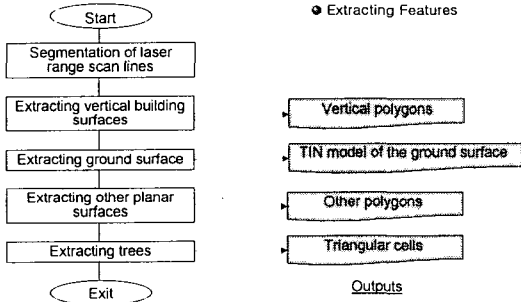 Start
Extracting Features
Segmentation of laser
range scan lines
Extracting vertical building
surfaces
Vertical polygons
Extracting ground surface
TIN model of the ground surface
Extracting other planar
surfaces
Other polygons
Extracting trees
Triangular cells
Exit
Outputs